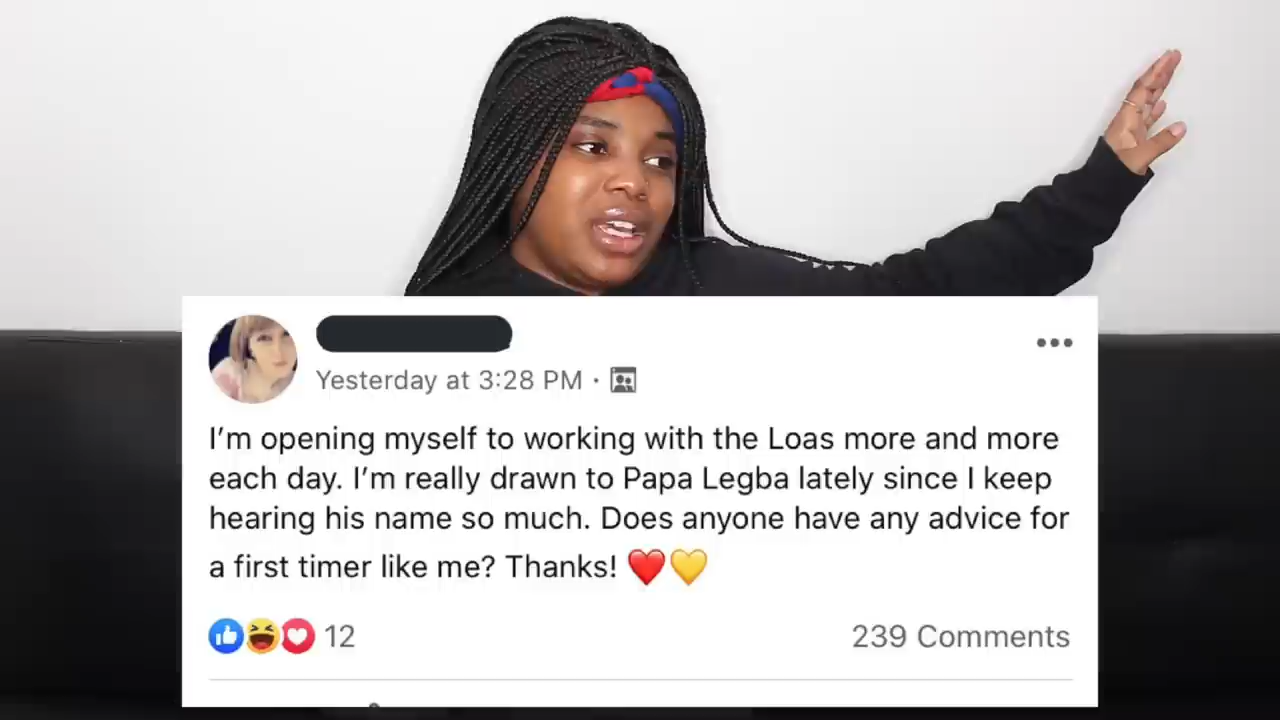 Yesterday at 3:28 PM ·
I'm opening myself to working with the Loas more and more
each day. I'm really drawn to Papa Legba lately since I keep
hearing his name so much. Does anyone have any advice for
a first timer like me? Thanks! ❤️💛
12
239 Comments